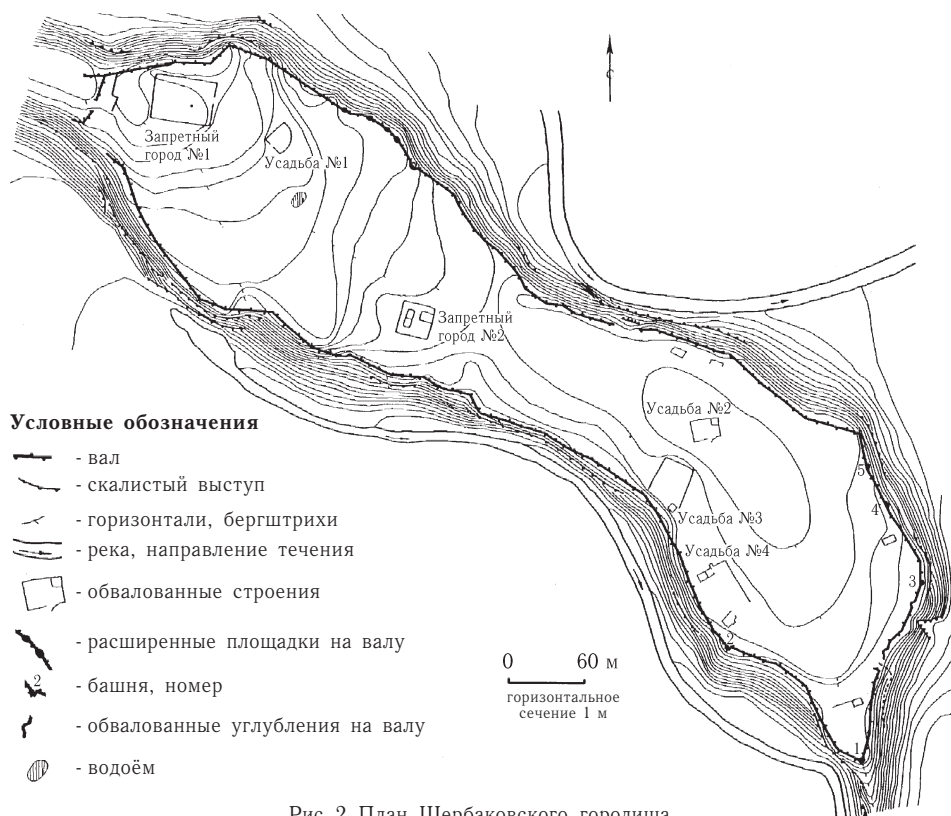 С
Запретный
город №1
Усадьба №1
Запретный
город №2
Усадьба №2
5
4
Усадьба №3
Усадьба №4
3
2
1
Условные обозначения
- вал
- скалистый выступ
- горизонтали, бергштрихи
- река, направление течения
- обвалованные строения
- расширенные площадки на валу
2
- башня, номер
- обвалованные углубления на валу
- водоём
0 60 м
горизонтальное
сечение 1 м
Рис. 2. План Шербаковского городища